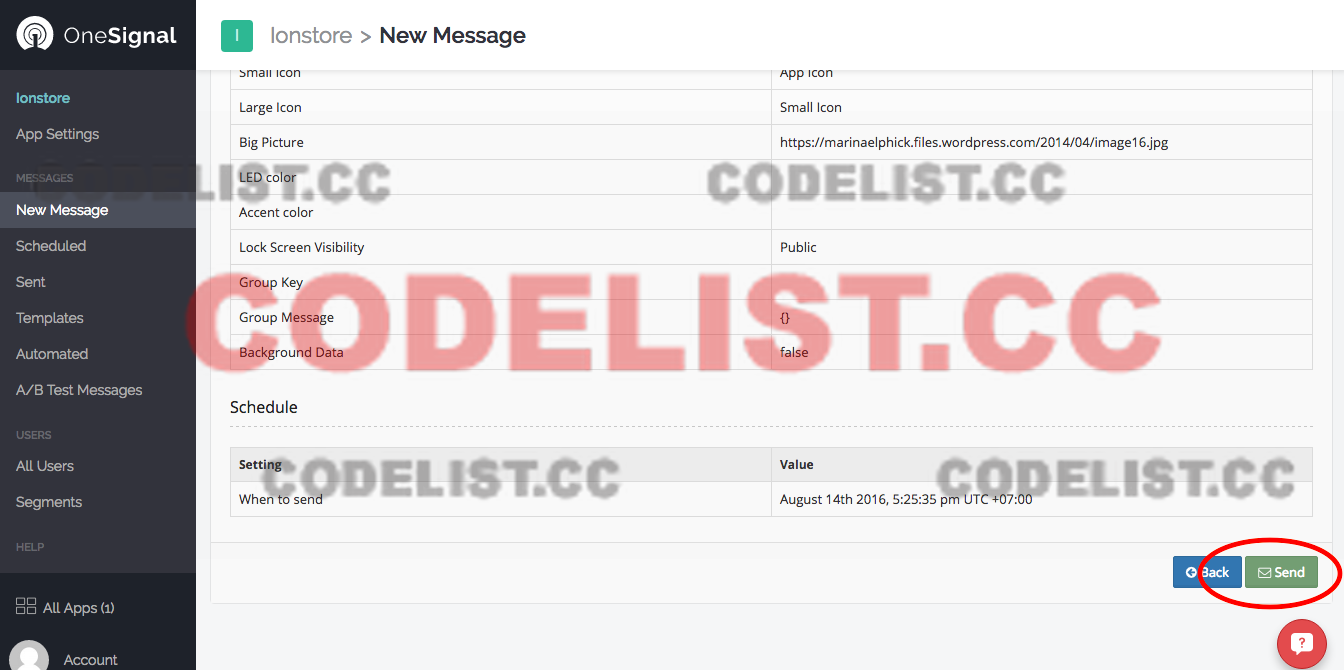 OneSignal
I Ionstore > New Message
Ionstore
App Settings
MESSAGES
New Message
Scheduled
Sent
Templates
Automated
A/B Test Messages
USERS
All Users
Segments
HELP
All Apps (1)
Account
Small Icon App Icon
Large Icon Small Icon
Big Picture https://marinaelphick.files.wordpress.com/2014/04/image16.jpg
LED color
CODELIST.CC CODELIST.CC
Accent color
Lock Screen Visibility Public
Group Key
CODELIST.CC
Group Message {}
Background Data false
Schedule
Setting Value
CODELIST.CC CODELIST.CC
When to send August 14th 2016, 5:25:35 pm UTC +07:00
Back Send
?